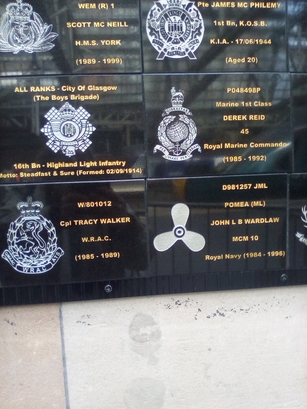 WEM (R) 1
SCOTT MC NEILL
H.M.S. YORK
(1989 - 1999)
Pte JAMES MC PHILEMY
1st Bn, K.O.S.B.
K.I.A. - 17/06/1944
(Aged 20)
ALL RANKS - City Of Glasgow
(The Boys Brigade)
16th Bn - Highland Light Infantry
Motto: Steadfast & Sure (Formed: 02/09/1914)
PO48498P
Marine 1st Class
DEREK REID
45
Royal Marine Commando
(1985 - 1992)
W/801012
Cpl TRACY WALKER
W.R.A.C.
(1985 - 1989)
W R A C
D981257 JML
POMEA (ML)
JOHN L B WARDLAW
MCM 10
Royal Navy (1984 - 1996)